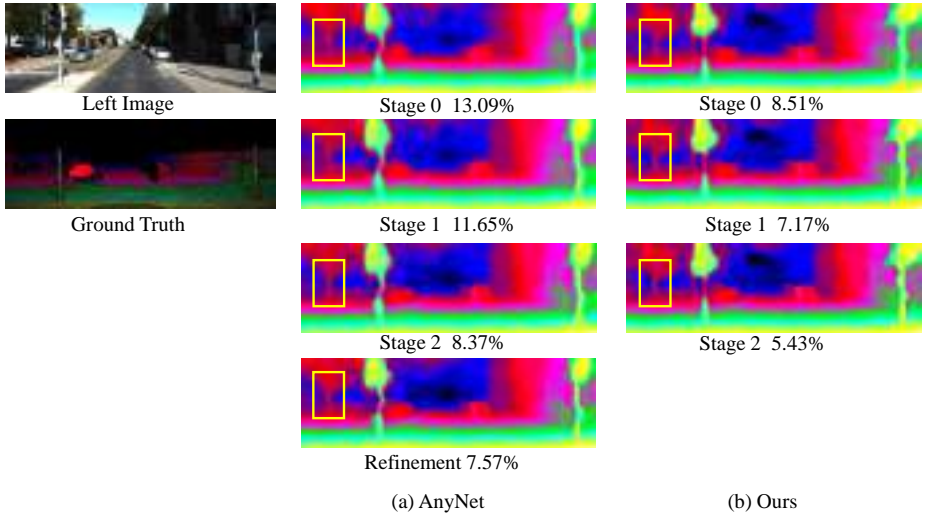 Left Image
Stage 0 13.09%
Stage 0 8.51%
Ground Truth
Stage 1 11.65%
Stage 1 7.17%
Stage 2 8.37%
Stage 2 5.43%
Refinement 7.57%
(a) AnyNet
(b) Ours